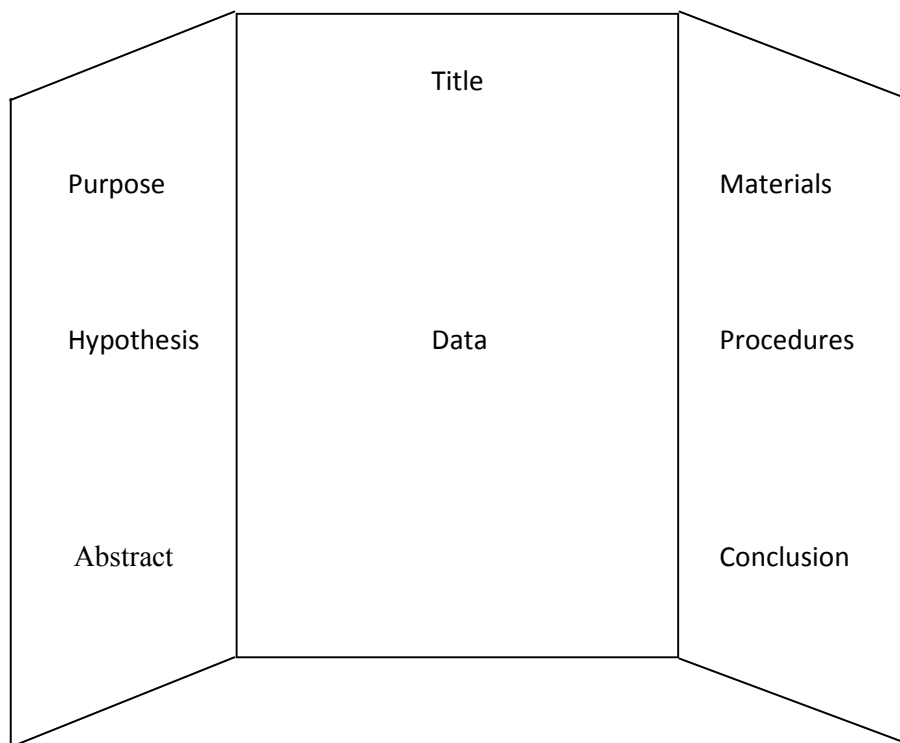 Title
Purpose
Hypothesis
Abstract
Data
Materials
Procedures
Conclusion